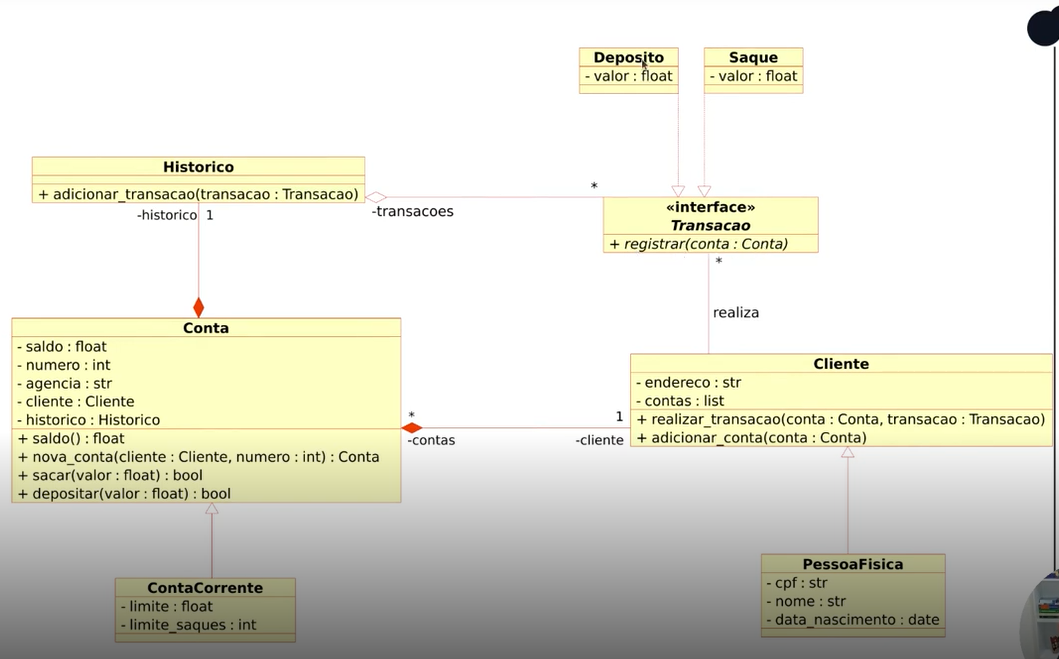 Deposito
- valor : float
Saque
- valor : float
Historico
+ adicionar_transacao(transacao : Transacao)
-historico 1
-transacoes
*
«interface»
Transacao
+ registrar(conta : Conta)
*
realiza
Conta
- saldo : float
- numero : int
- agencia : str
- cliente : Cliente
- historico : Historico
+ saldo() : float
+ nova_conta(cliente : Cliente, numero : int) : Conta
+ sacar(valor : float) : bool
+ depositar(valor : float) : bool
*
-contas
1
-cliente
Cliente
- endereco : str
- contas : list
+ realizar_transacao(conta : Conta, transacao : Transacao)
+ adicionar_conta(conta : Conta)
ContaCorrente
- limite : float
- limite_saques : int
PessoaFisica
- cpf : str
- nome : str
- data_nascimento : date